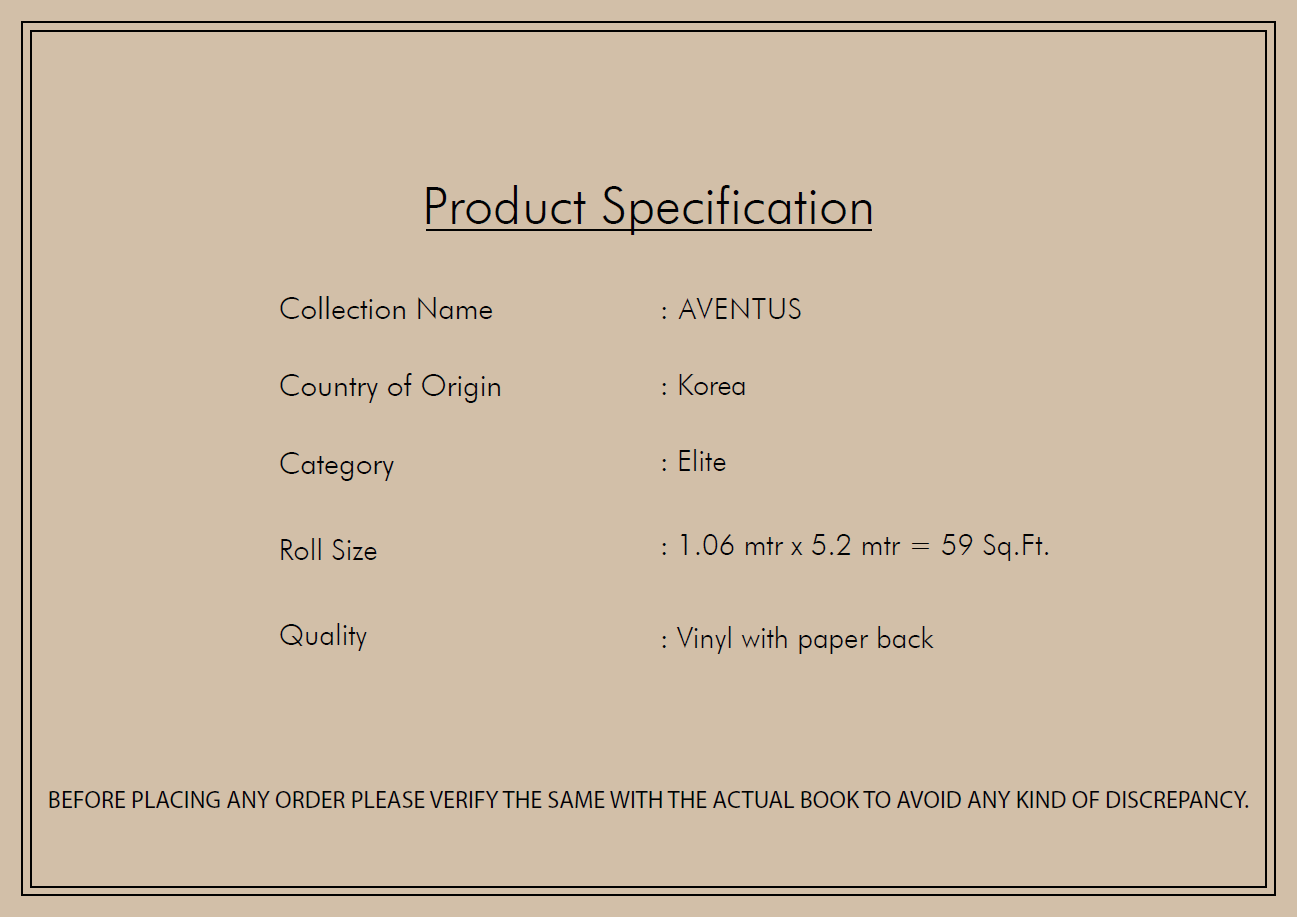 Product Specification
Collection Name : AVENTUS
Country of Origin : Korea
Category : Elite
Roll Size : 1.06 mtr x 5.2 mtr = 59 Sq.Ft.
Quality : Vinyl with paper back
BEFORE PLACING ANY ORDER PLEASE VERIFY THE SAME WITH THE ACTUAL BOOK TO AVOID ANY KIND OF DISCREPANCY.